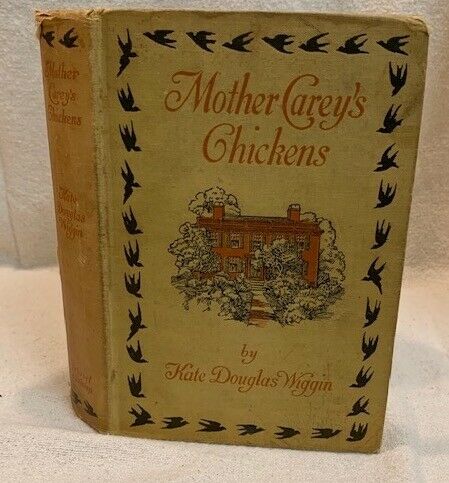 Mother
Carey's
Chickens
Kate
Douglas
Wiggin
Mother Carey's
Chickens
by
Kate Douglas Wiggin